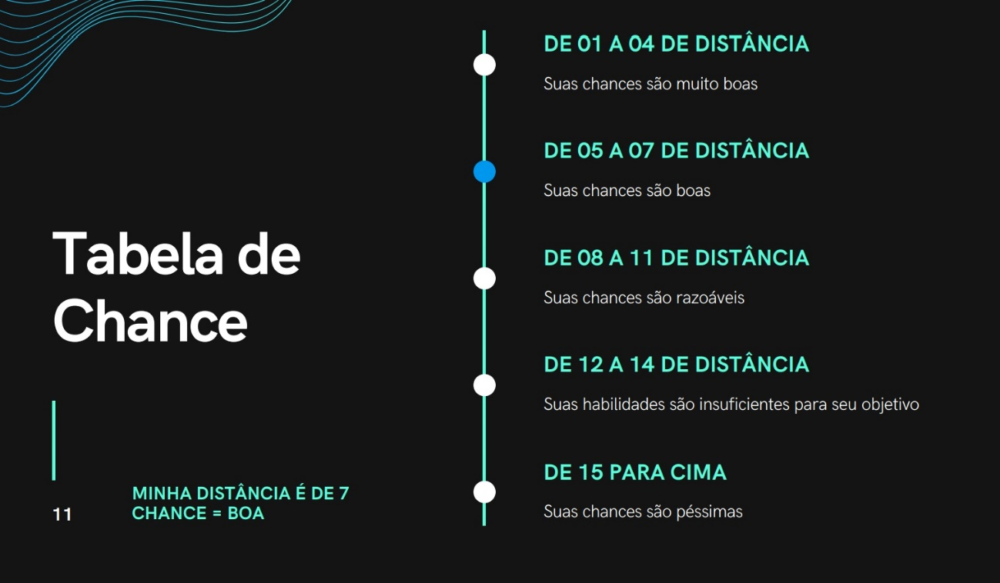 Tabela de
Chance
11
MINHA DISTÂNCIA É DE 7
CHANCE = BOA
DE 01 A 04 DE DISTÂNCIA
Suas chances são muito boas
DE 05 A 07 DE DISTÂNCIA
Suas chances são boas
DE 08 A 11 DE DISTÂNCIA
Suas chances são razoáveis
DE 12 A 14 DE DISTÂNCIA
Suas habilidades são insuficientes para seu objetivo
DE 15 PARA CIMA
Suas chances são péssimas